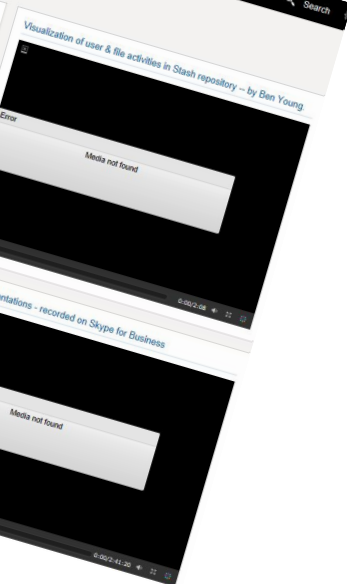 Search
Visualization of user & file activities in Stash repository – by Ben Young
Error
Media not found
0:00/2:08
ntations - recorded on Skype for Business
Media not found
0:00/2:41:20